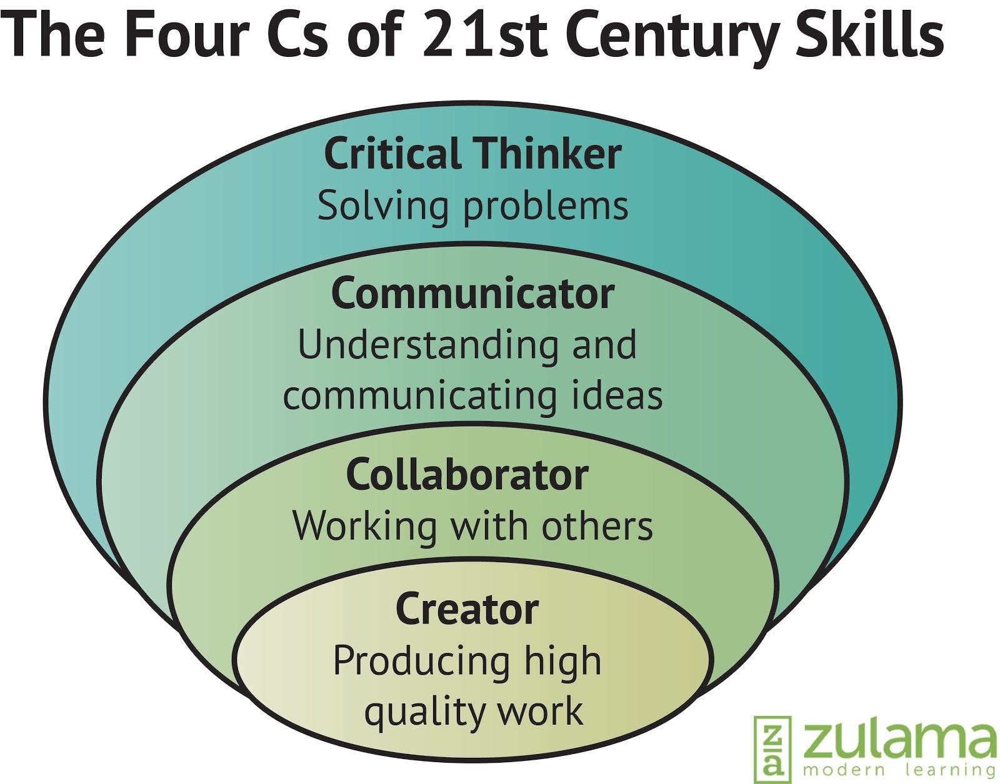 The Four Cs of 21st Century Skills
Critical Thinker
Solving problems
Communicator
Understanding and
communicating ideas
Collaborator
Working with others
Creator
Producing high
quality work
za
zulama
modern learning